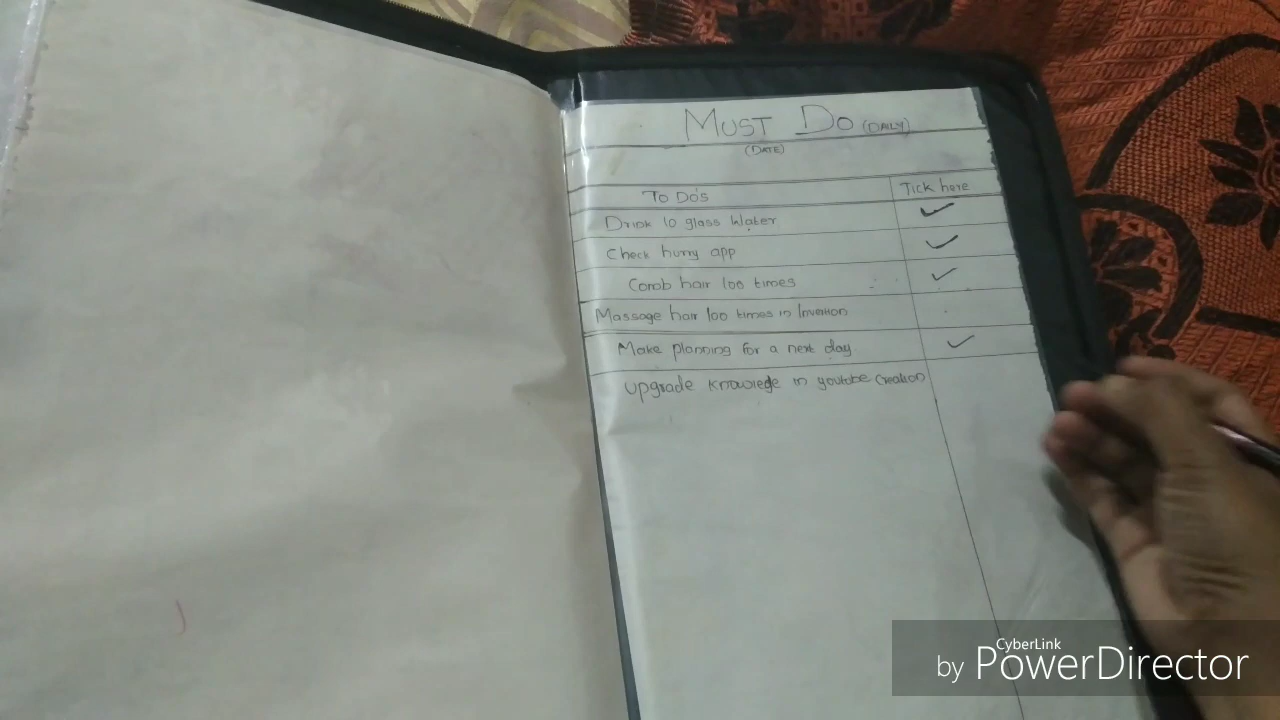 MUST DO (DAILY)
(DATE)
To Do's Tick here
Drink 10 glass Water
Check hurry app
Comb hair 100 times
Massage hair 100 times in Invertion
Make planning for a next day
Upgrade knowledge in youtube Creation
CyberLink
by PowerDirector